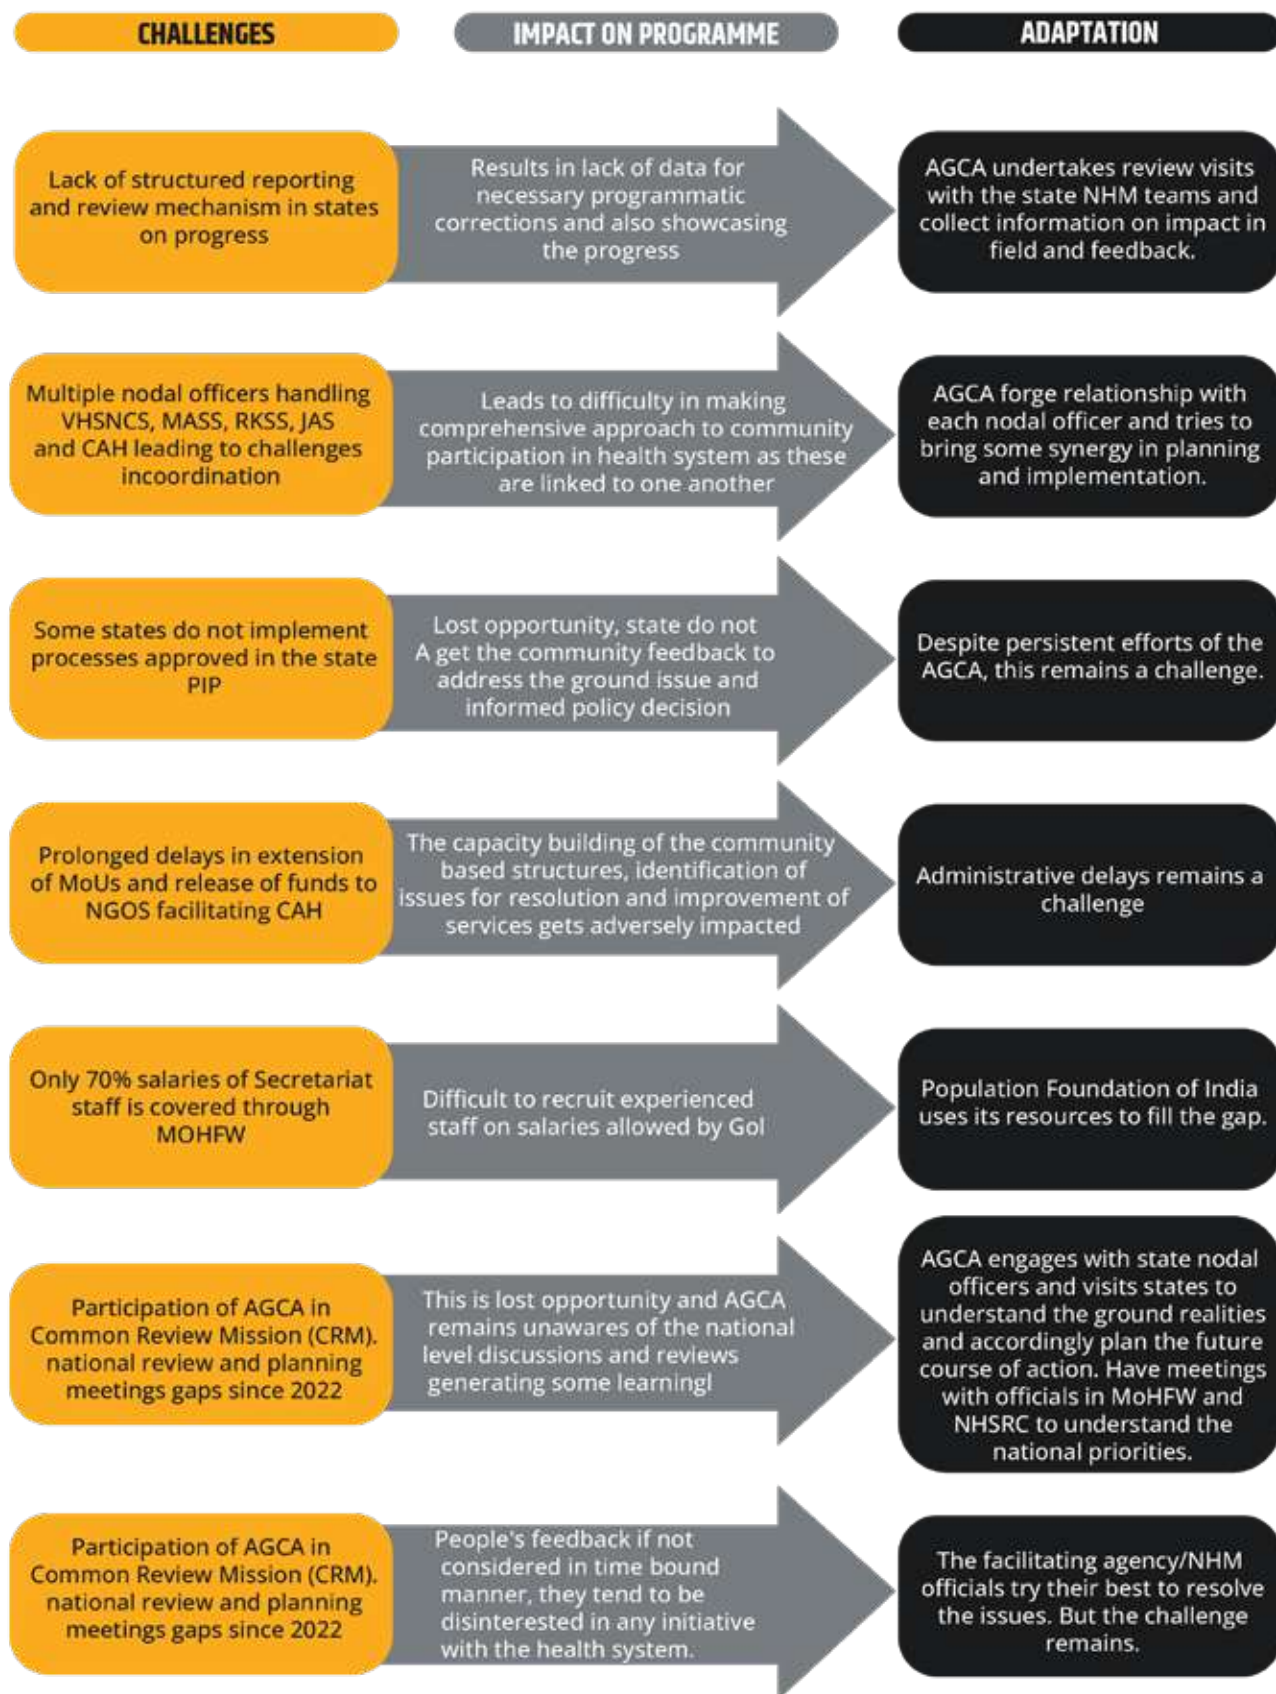 CHALLENGES
IMPACT ON PROGRAMME
ADAPTATION
Lack of structured reporting
and review mechanism in states
on progress
Results in lack of data for
necessary programmatic
corrections and also showcasing
the progress
AGCA undertakes review visits
with the state NHM teams and
collect information on impact in
field and feedback.
Multiple nodal officers handling
VHSNCS, MASS, RKSS, JAS
and CAH leading to challenges
incoordination
Leads to difficulty in making
comprehensive approach to community
participation in health system as these
are linked to one another
AGCA forge relationship with
each nodal officer and tries to
bring some synergy in planning
and implementation.
Some states do not implement
processes approved in the state
PIP
Lost opportunity, state do not
A get the community feedback to
address the ground issue and
informed policy decision
Despite persistent efforts of the
AGCA, this remains a challenge.
Prolonged delays in extension
of MoUs and release of funds to
NGOS facilitating CAH
The capacity building of the community
based structures, identification of
issues for resolution and improvement of
services gets adversely impacted
Administrative delays remains a
challenge
Only 70% salaries of Secretariat
staff is covered through
MOHFW
Difficult to recruit experienced
staff on salaries allowed by GoI
Population Foundation of India
uses its resources to fill the gap.
Participation of AGCA in
Common Review Mission (CRM).
national review and planning
meetings gaps since 2022
This is lost opportunity and AGCA
remains unawares of the national
level discussions and reviews
generating some learningl
AGCA engages with state nodal
officers and visits states to
understand the ground realities
and accordingly plan the future
course of action. Have meetings
with officials in MoHFW and
NHSRC to understand the
national priorities.
Participation of AGCA in
Common Review Mission (CRM).
national review and planning
meetings gaps since 2022
People's feedback if not
considered in time bound
manner, they tend to be
disinterested in any initiative
with the health system.
The facilitating agency/NHM
officials try their best to resolve
the issues. But the challenge
remains.